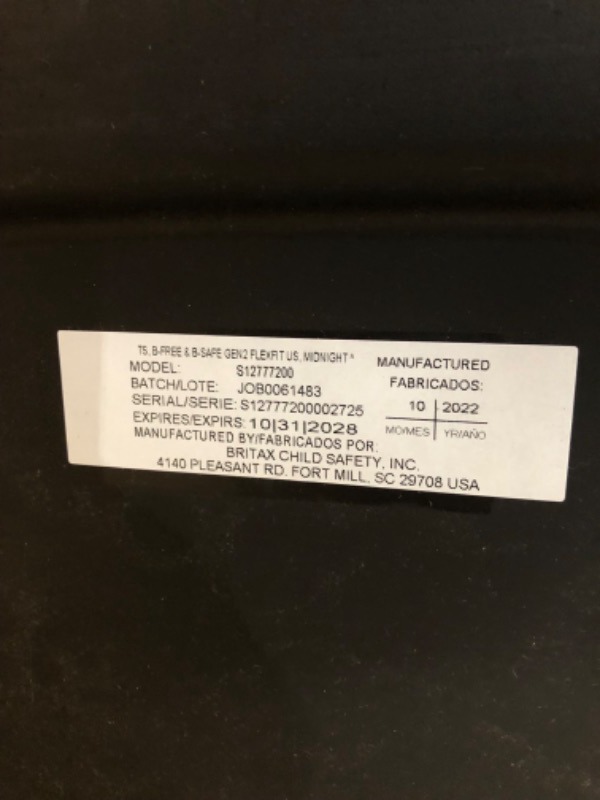 TS, B-FREE & B-SAFE GEN2 FLEXFIT US, MIDNIGHT*
MODEL: S12777200
BATCH/LOTE: JOB0061483
SERIAL/SERIE: S12777200002725
EXPIRES/EXPIRS: 10|31|2028
MANUFACTURED BY/FABRICADOS POR:
BRITAX CHILD SAFETY, INC.
4140 PLEASANT RD. FORT MILL, SC 29708 USA
MANUFACTURED
FABRICADOS:
10 | 2022
MO/MES | YR/AÑO